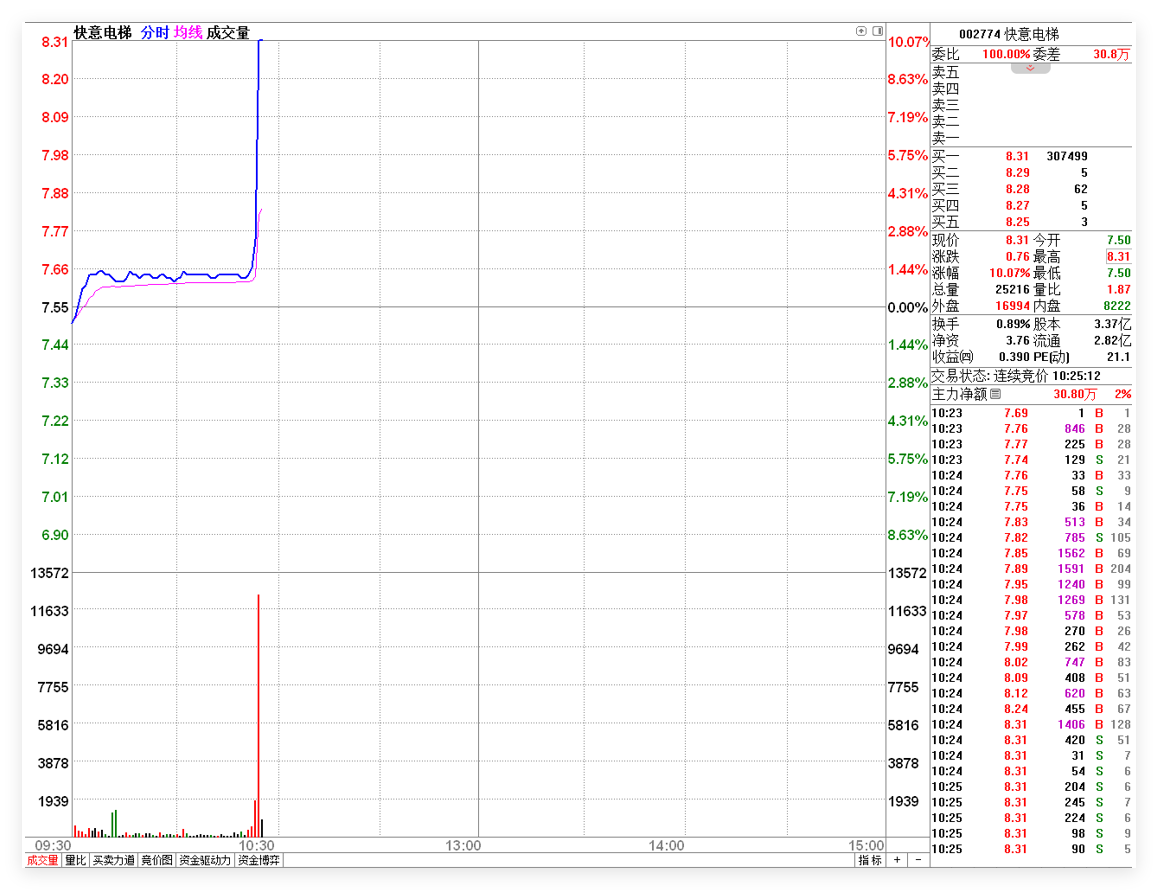 快意电梯 分时 均线 成交量
8.31 10.07%
8.20 8.63%
8.09 7.19%
7.98 5.75%
7.88 4.31%
7.77 2.88%
7.66 1.44%
7.55 0.00%
7.44 1.44%
7.33 2.88%
7.22 4.31%
7.12 5.75%
7.01 7.19%
6.90 8.63%
13572 13572
11633 11633
9694 9694
7755 7755
5816 5816
3878 3878
1939 1939
09:30 10:30 13:00 14:00 15:00
成交量 量比 买卖力道 竞价图 资金驱动力 资金博弈 指标 + -
002774 快意电梯
委比 100.00% 委差 30.8万
卖五
卖四
卖三
卖二
卖一
买一 8.31 307499
买二 8.29 5
买三 8.28 62
买四 8.27 5
买五 8.25 3
现价 8.31 今开 7.50
涨跌 0.76 最高 8.31
涨幅 10.07% 最低 7.50
总量 25216 量比 1.87
外盘 16994 内盘 8222
换手 0.89% 股本 3.37亿
净资 3.76 流通 2.82亿
收益㈣ 0.390 PE(动) 21.1
交易状态: 连续竞价 10:25:12
主力净额 30.80万 2%
10:23 7.69 1 B 1
10:23 7.76 846 B 28
10:23 7.77 225 B 28
10:23 7.74 129 S 21
10:24 7.76 33 B 33
10:24 7.75 58 S 9
10:24 7.75 36 B 14
10:24 7.83 513 B 34
10:24 7.82 785 S 105
10:24 7.85 1562 B 69
10:24 7.89 1591 B 204
10:24 7.95 1240 B 99
10:24 7.98 1269 B 131
10:24 7.97 578 B 53
10:24 7.98 270 B 26
10:24 7.99 262 B 42
10:24 8.02 747 B 83
10:24 8.09 408 B 51
10:24 8.12 620 B 63
10:24 8.24 455 B 67
10:24 8.31 1406 B 128
10:24 8.31 420 S 51
10:24 8.31 31 S 7
10:24 8.31 54 S 6
10:25 8.31 204 S 6
10:25 8.31 245 S 7
10:25 8.31 224 S 6
10:25 8.31 98 S 9
10:25 8.31 90 S 5